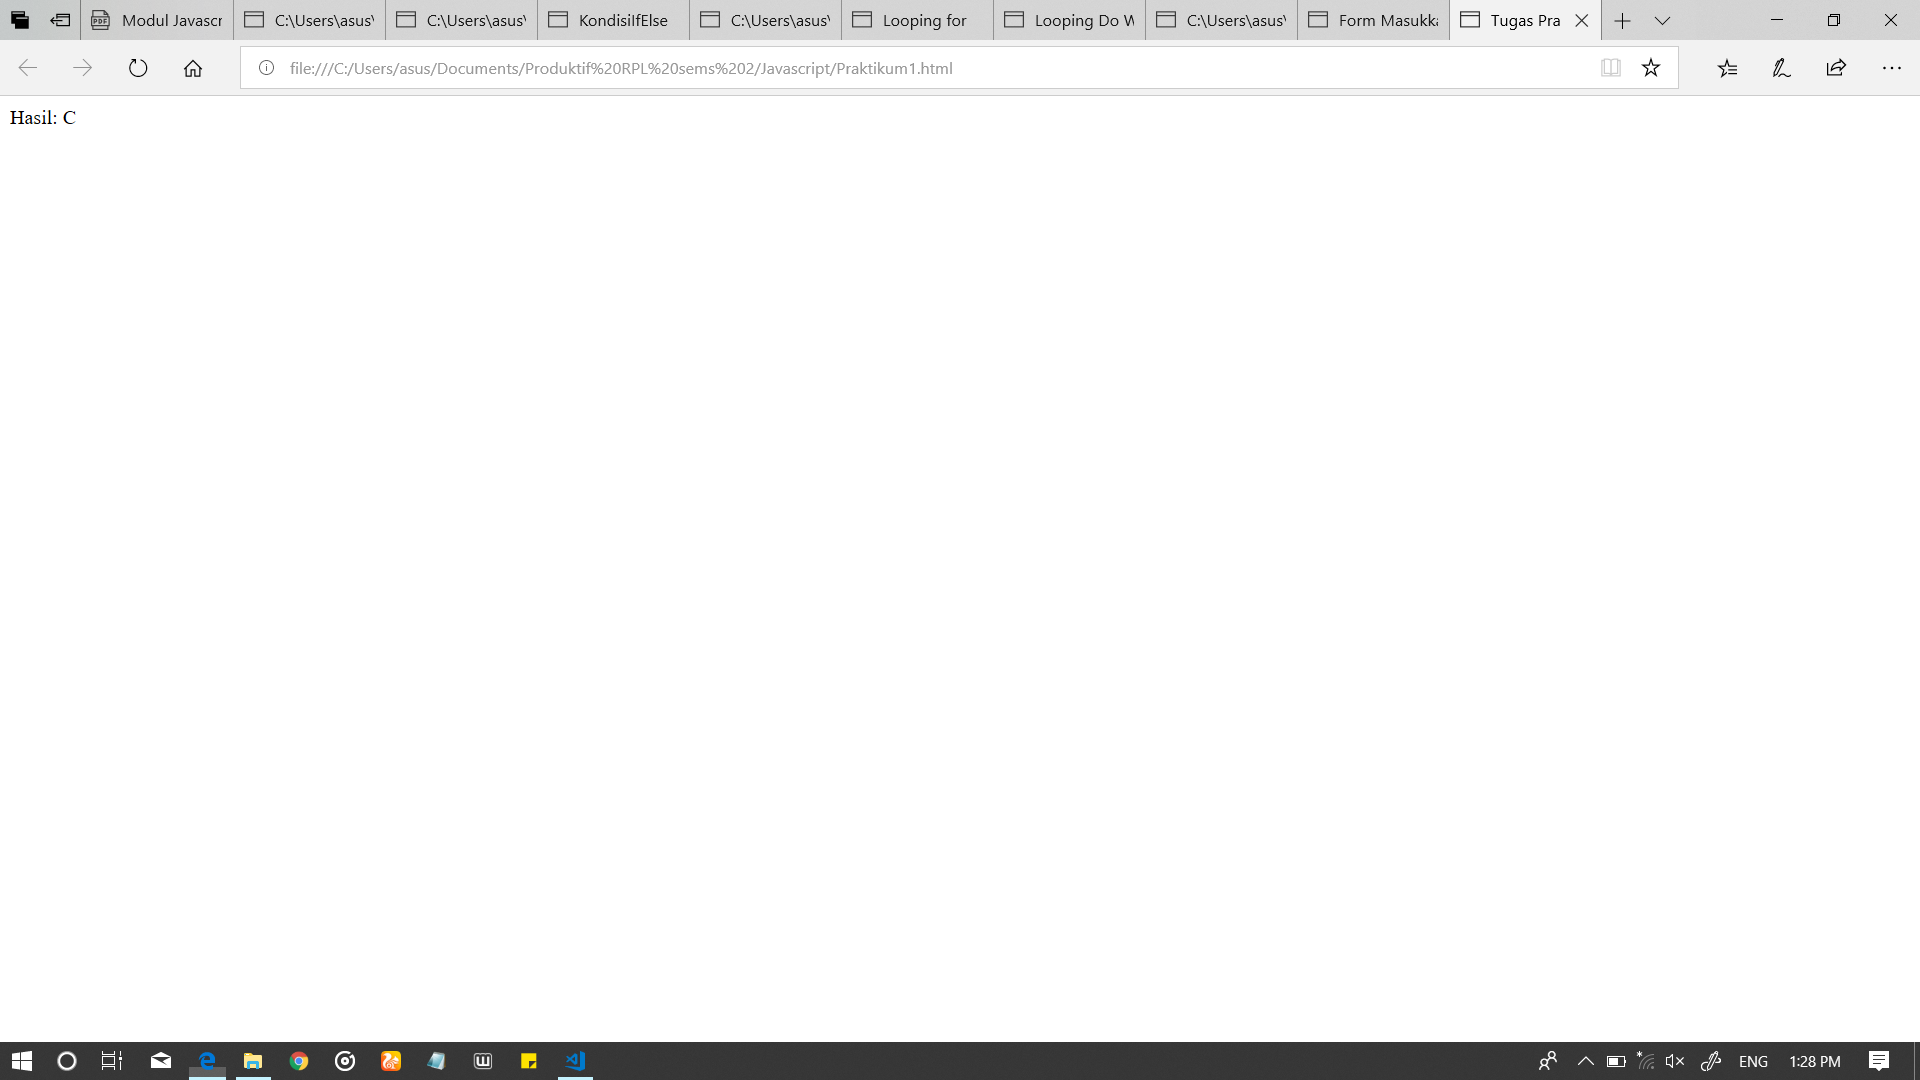 Modul Javascr
C:\Users\asus\
C:\Users\asus\
KondisiIfElse
C:\Users\asus\
Looping for
Looping Do W
C:\Users\asus\
Form Masukka
Tugas Pra
file:///C:/Users/asus/Documents/Produktif%20RPL%20sems%202/Javascript/Praktikum1.html
Hasil: C
ENG
1:28 PM